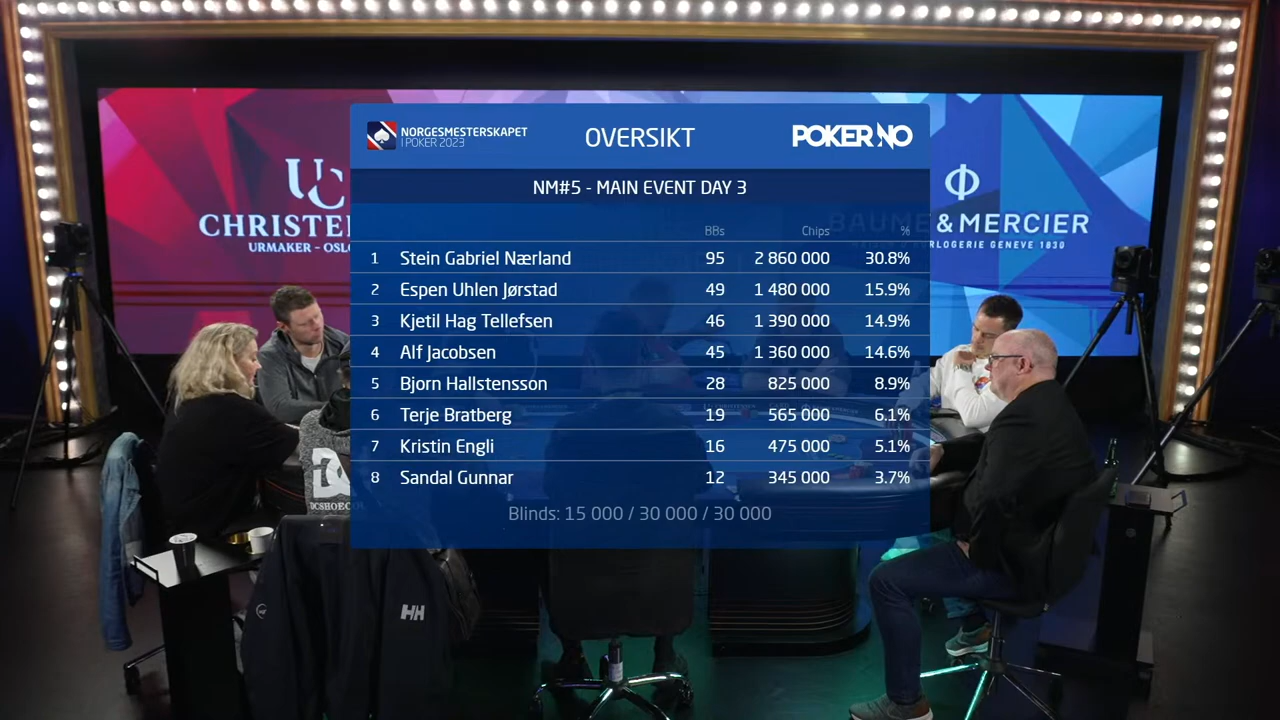 NORGESMESTERSKAPET
I POKER 2023
OVERSIKT
POKER NO
NM#5 - MAIN EVENT DAY 3
BBs Chips %
1 Stein Gabriel Nærland 95 2 860 000 30.8%
2 Espen Uhlen Jørstad 49 1 480 000 15.9%
3 Kjetil Hag Tellefsen 46 1 390 000 14.9%
4 Alf Jacobsen 45 1 360 000 14.6%
5 Bjorn Hallstensson 28 825 000 8.9%
6 Terje Bratberg 19 565 000 6.1%
7 Kristin Engli 16 475 000 5.1%
8 Sandal Gunnar 12 345 000 3.7%
Blinds: 15 000 / 30 000 / 30 000
UC
CHRISTE
URMAKER - OSLO
BAUME & MERCIER
GENEVE 1830
DC
DCSHOECO
HH